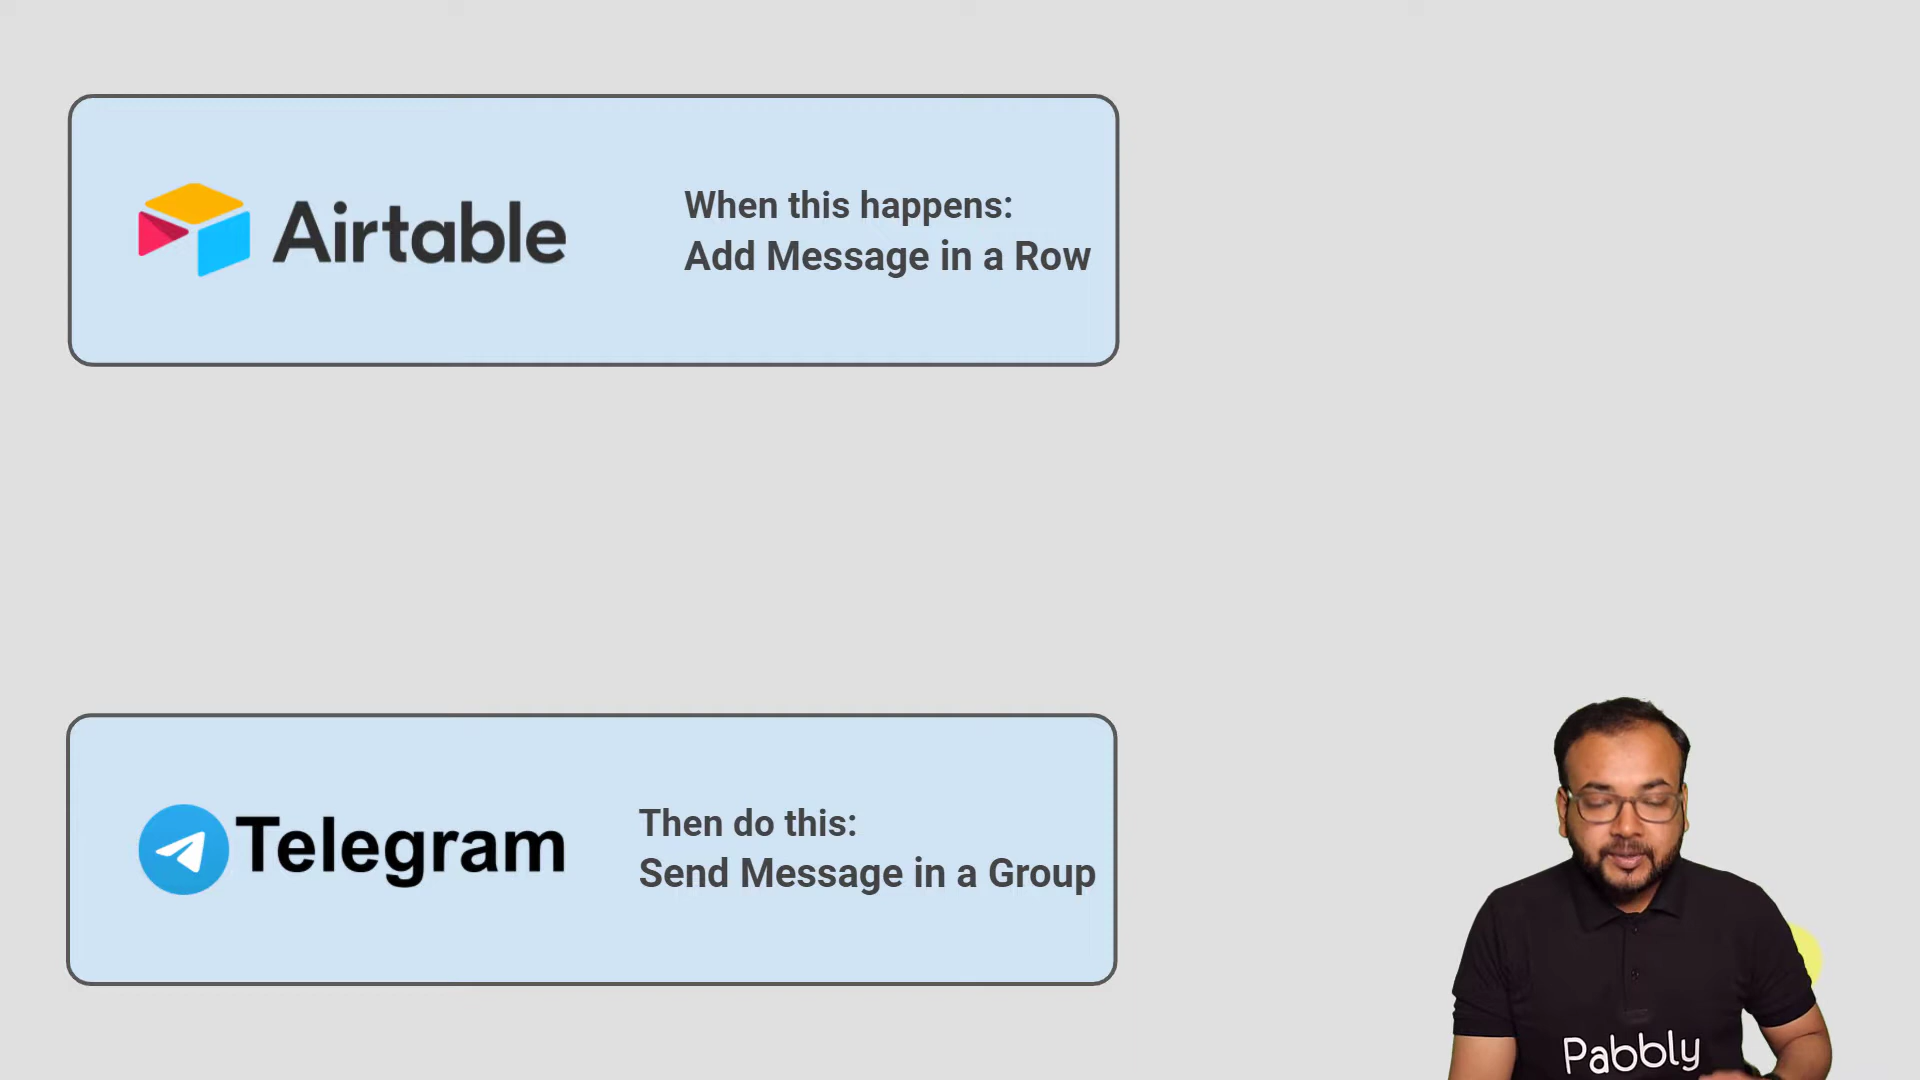 Airtable
When this happens:
Add Message in a Row
Telegram
Then do this:
Send Message in a Group
Pabbly